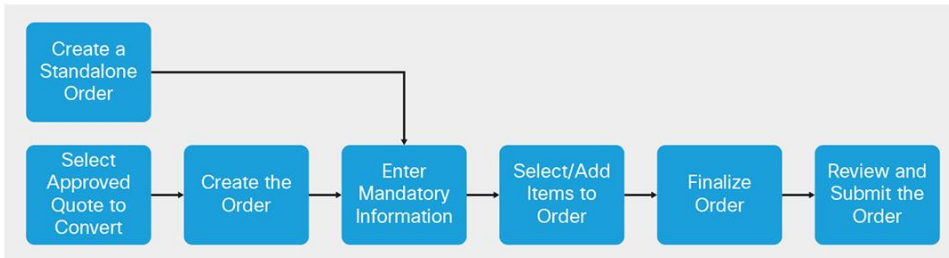 Create a
Standalone
Order
Select
Approved
Quote to
Convert
Create the
Order
Enter
Mandatory
Information
Select/Add
Items to
Order
Finalize
Order
Review and
Submit the
Order